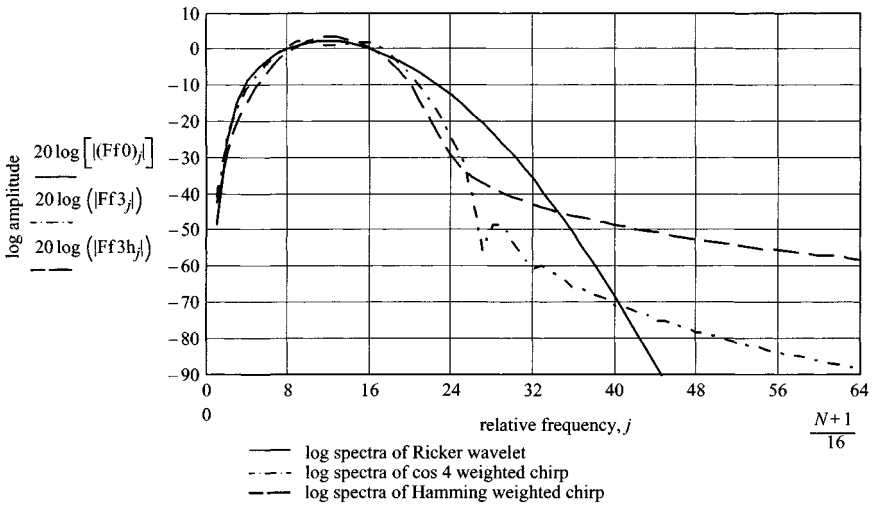 10
0
−10
−20
−30
−40
−50
−60
−70
−80
−90
log amplitude
20 log [|(Ff0)j|]
20 log (|Ff3j|)
20 log (|Ff3hj|)
0 8 16 24 32 40 48 56 64
0
relative frequency, j
N+1
16
log spectra of Ricker wavelet
log spectra of cos 4 weighted chirp
log spectra of Hamming weighted chirp